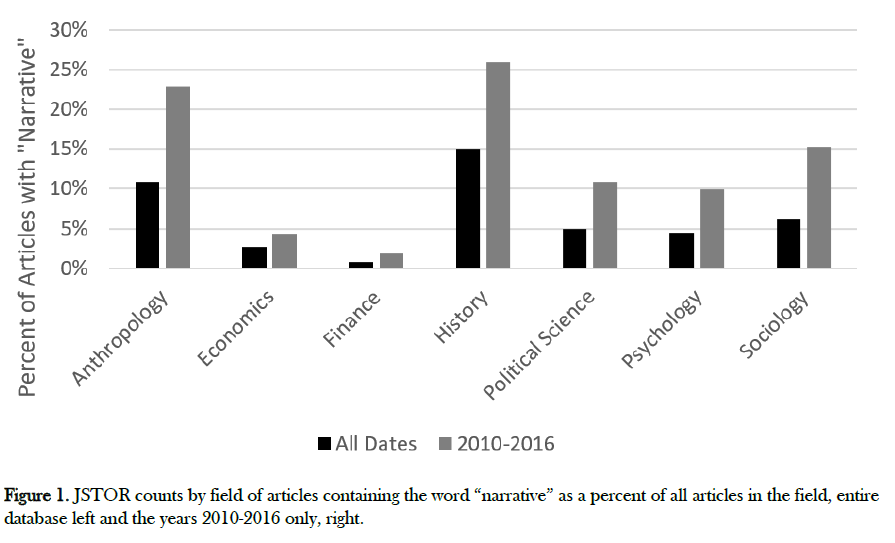 30%
25%
20%
15%
10%
5%
0%
Percent of Articles with "Narrative"
Anthropology
Economics
Finance
History
Political Science
Psychology
Sociology
All Dates 2010-2016
Figure 1. JSTOR counts by field of articles containing the word “narrative” as a percent of all articles in the field, entire
database left and the years 2010-2016 only, right.